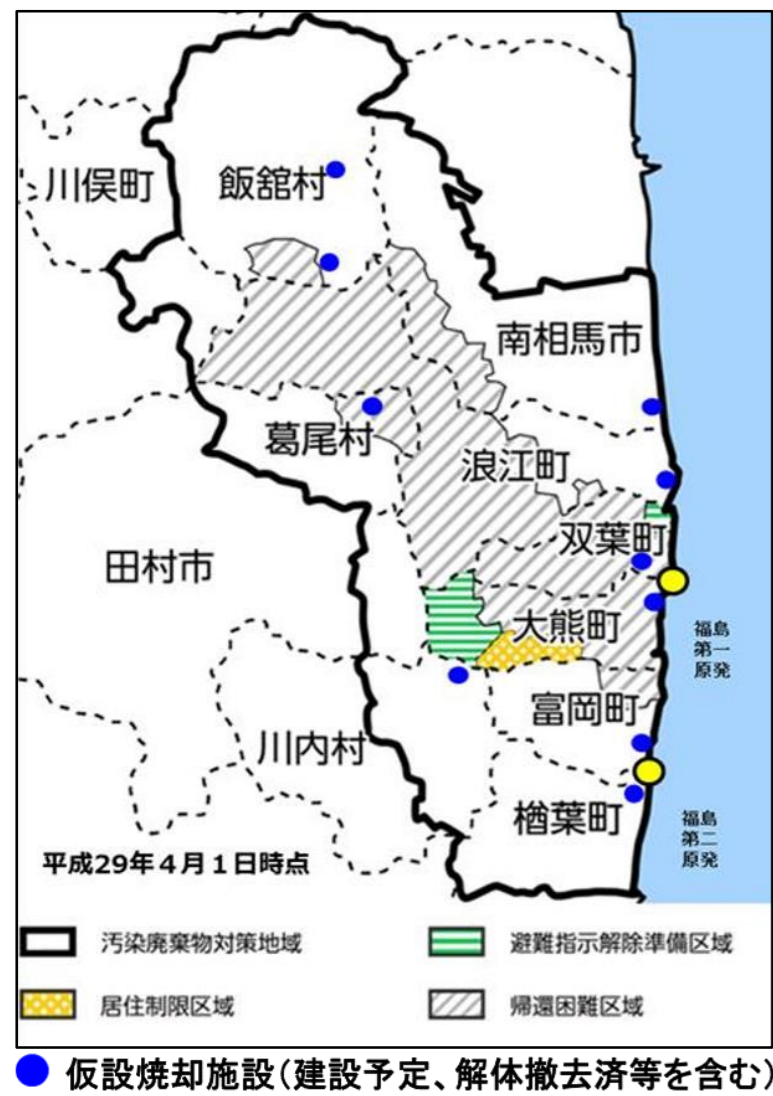 川俣町
飯舘村
南相馬市
葛尾村
浪江町
双葉町
田村市
大熊町
福島
第一
原発
富岡町
川内村
楢葉町
福島
第二
原発
平成29年４月１日時点
汚染廃棄物対策地域
避難指示解除準備区域
居住制限区域
帰還困難区域
仮設焼却施設（建設予定、解体撤去済等を含む）